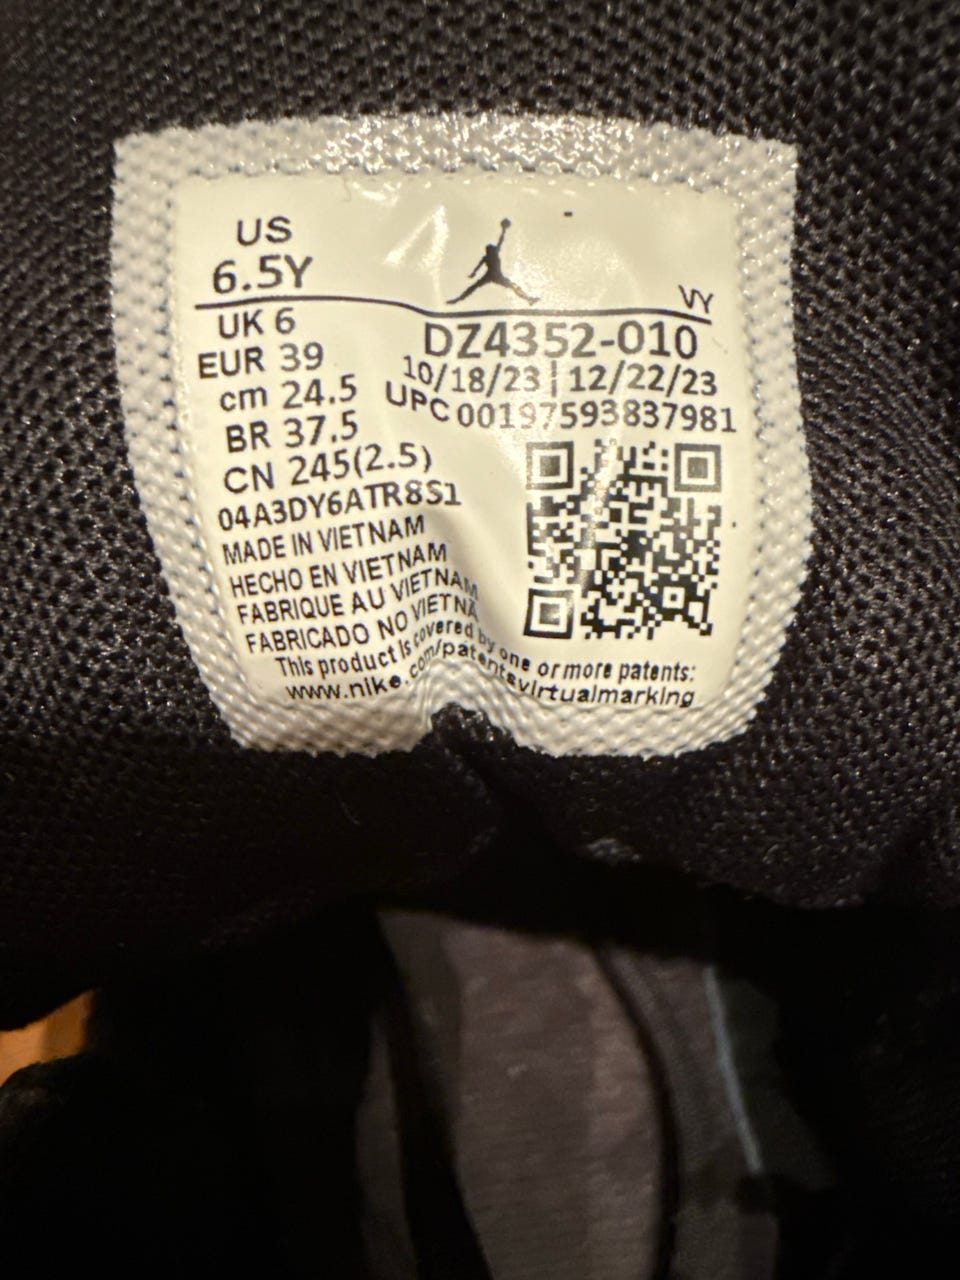 US
6.5Y
VY
UK 6
EUR 39
cm 24.5
BR 37.5
CN 245(2.5)
04A3DY6ATR8S1
DZ4352-010
10/18/23 | 12/22/23
UPC 00197593837981
MADE IN VIETNAM
HECHO EN VIETNAM
FABRIQUE AU VIETNAM
FABRICADO NO VIETNÃ
This product is covered by one or more patents:
www.nike.com/patentsvirtualmarking